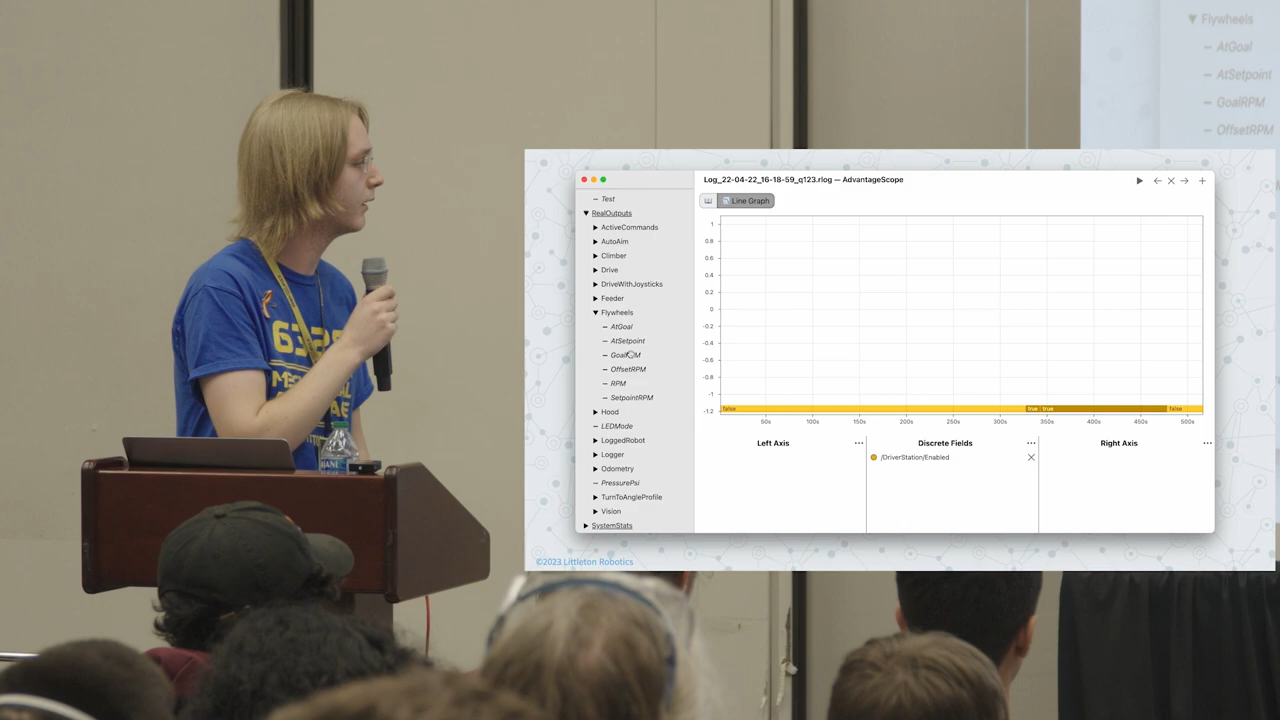 ▼ Flywheels
– AtGoal
– AtSetpoint
– GoalRPM
– OffsetRPM
Log_22-04-22_16-18-59_q123.rlog — AdvantageScope
Line Graph
– Test
▼ RealOutputs
▶ ActiveCommands
▶ AutoAim
▶ Climber
▶ Drive
▶ DriveWithJoysticks
▶ Feeder
▼ Flywheels
– AtGoal
– AtSetpoint
– OffsetRPM
– RPM
– SetpointRPM
▶ Hood
– LEDMode
▶ LoggedRobot
▶ Logger
▶ Odometry
– PressurePsi
▶ TurnToAngleProfile
▶ Vision
▶ SystemStats
1
0.8
0.6
0.4
0.2
0
-0.2
-0.4
-0.6
-0.8
-1
-1.2
false true true false
50s 100s 150s 200s 250s 300s 350s 400s 450s 500s
Left Axis ••• Discrete Fields ••• Right Axis •••
/DriverStation/Enabled
©2023 Littleton Robotics